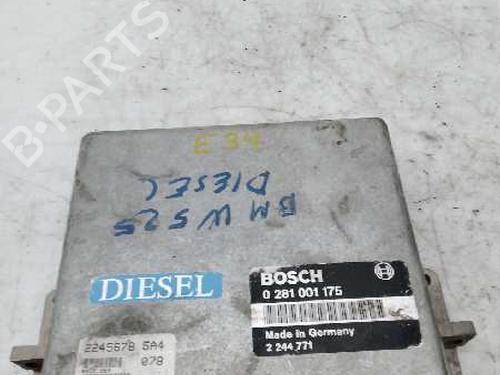 E34
BMW 525
DIESEL
DIESEL
BOSCH
0 281 001 175
Made in Germany
2 244 771
2245678 5A4
078
B-PARTS